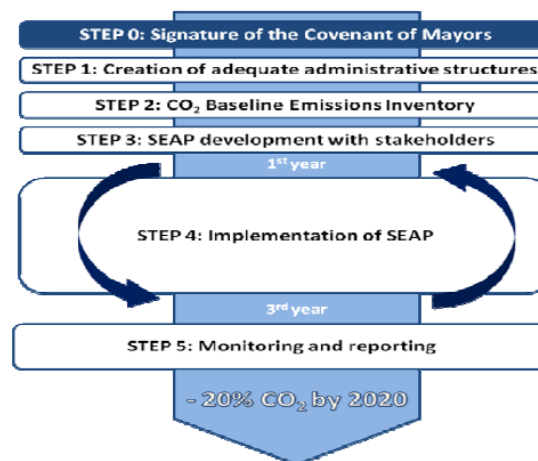 STEP 0: Signature of the Covenant of Mayors
STEP 1: Creation of adequate administrative structures
STEP 2: CO₂ Baseline Emissions Inventory
STEP 3: SEAP development with stakeholders
1st year
STEP 4: Implementation of SEAP
3rd year
STEP 5: Monitoring and reporting
- 20% CO₂ by 2020